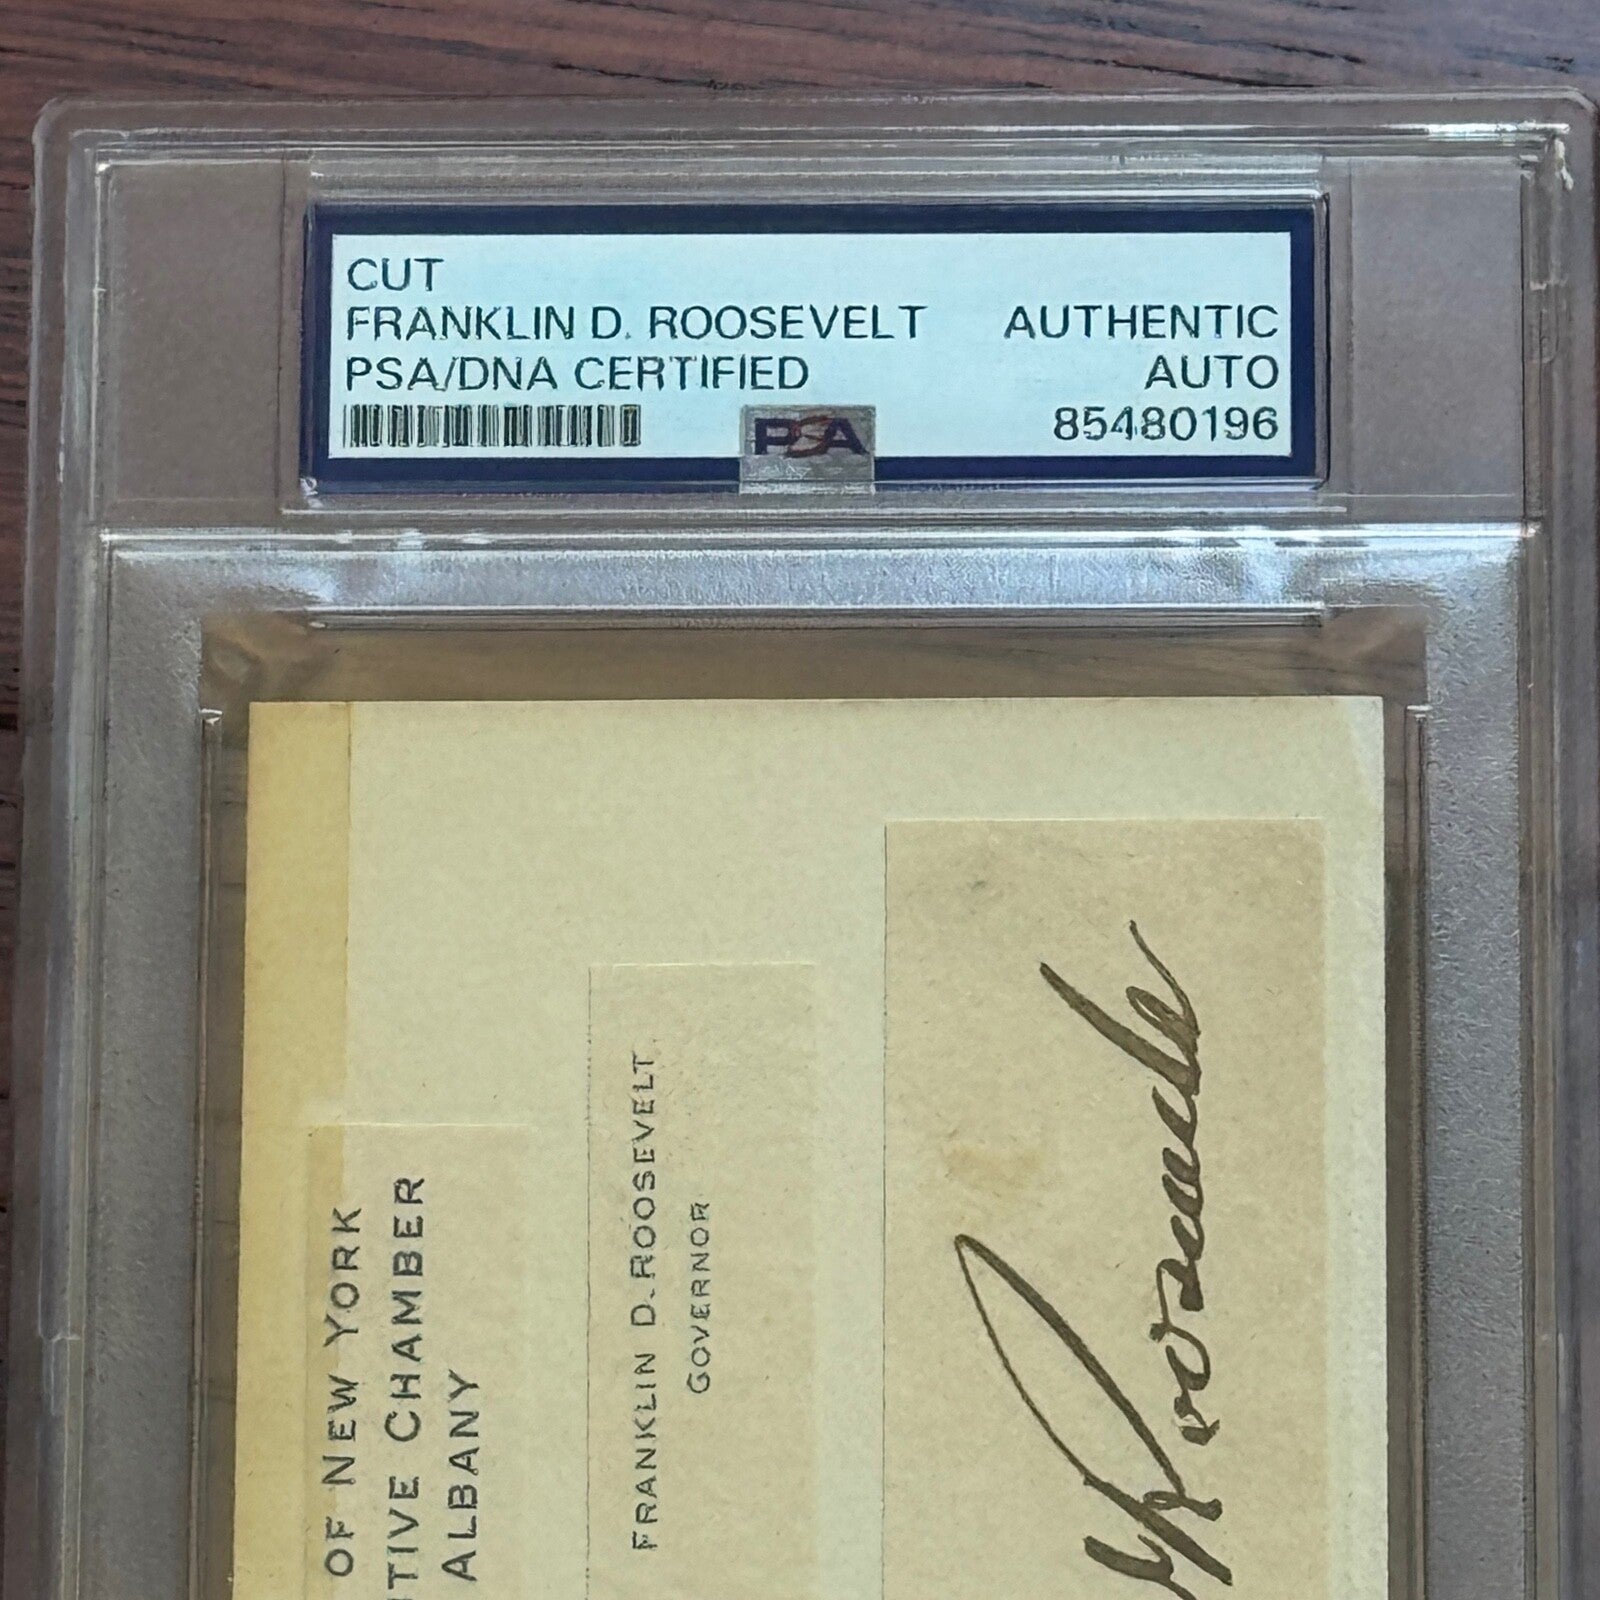 CUT
FRANKLIN D. ROOSEVELT AUTHENTIC
PSA/DNA CERTIFIED AUTO
PSA 85480196
OF NEW YORK
TIVE CHAMBER
ALBANY
FRANKLIN D. ROOSEVELT
GOVERNOR
Roosevelt